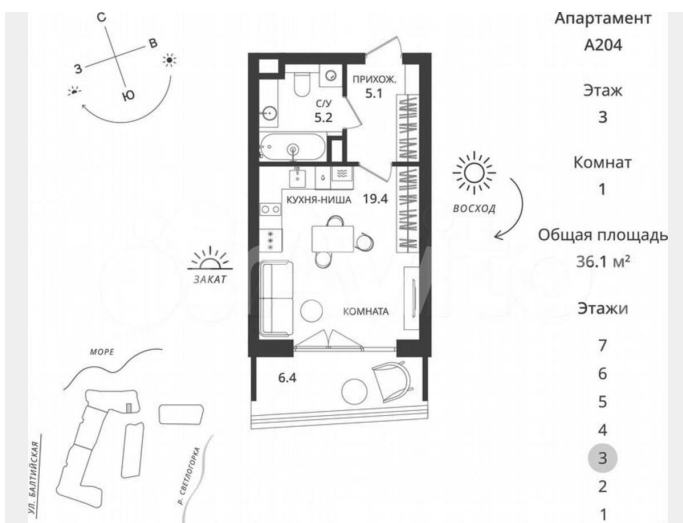 С
В
З
Ю
ПРИХОЖ.
5.1
С/У
5.2
КУХНЯ-НИША
19.4
КОМНАТА
6.4
ВОСХОД
ЗАКАТ
МОРЕ
УЛ. БАЛТИЙСКАЯ
Р. СВЕТЛОГОРКА
Апартамент
А204
Этаж
3
Комнат
1
Общая площадь
36.1 м²
Этажи
7
6
5
4
3
2
1